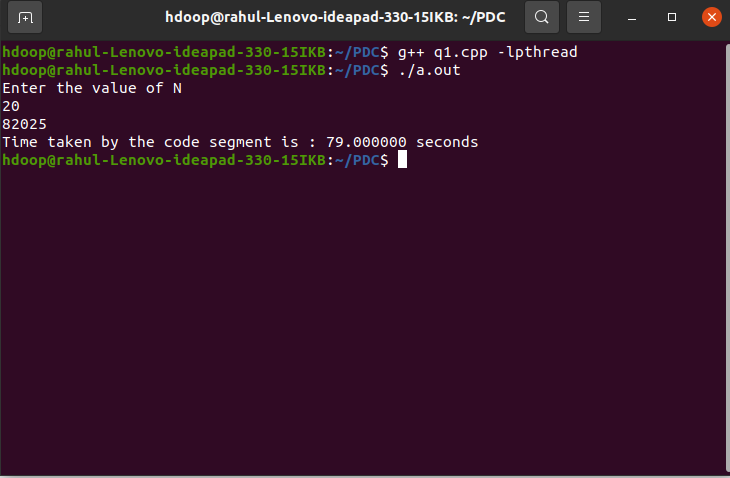 hdoop@rahul-Lenovo-ideapad-330-15IKB: ~/PDC
hdoop@rahul-Lenovo-ideapad-330-15IKB:~/PDC$ g++ q1.cpp -lpthread
hdoop@rahul-Lenovo-ideapad-330-15IKB:~/PDC$ ./a.out
Enter the value of N
20
82025
Time taken by the code segment is : 79.000000 seconds
hdoop@rahul-Lenovo-ideapad-330-15IKB:~/PDC$